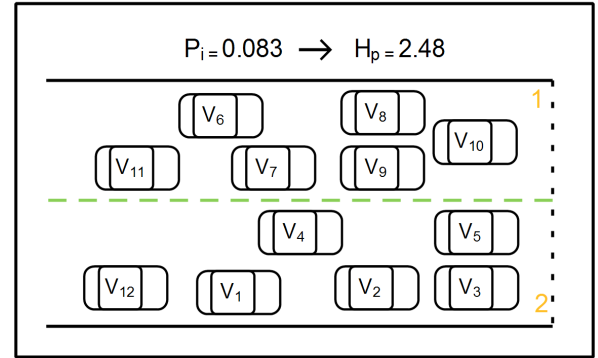 Pᵢ = 0.083 → Hₚ = 2.48
1
V₆ V₈
V₁₀
V₁₁ V₇ V₉
V₄ V₅
V₁₂ V₁ V₂ V₃
2